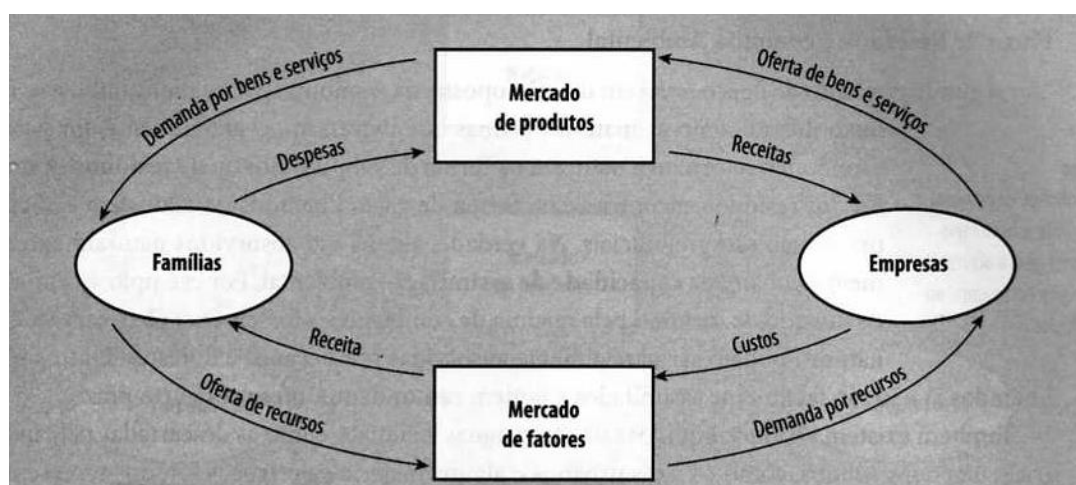 Demanda por bens e serviços
Oferta de bens e serviços
Mercado
de produtos
Despesas
Receitas
Famílias
Empresas
Receita
Custos
Oferta de recursos
Mercado
de fatores
Demanda por recursos